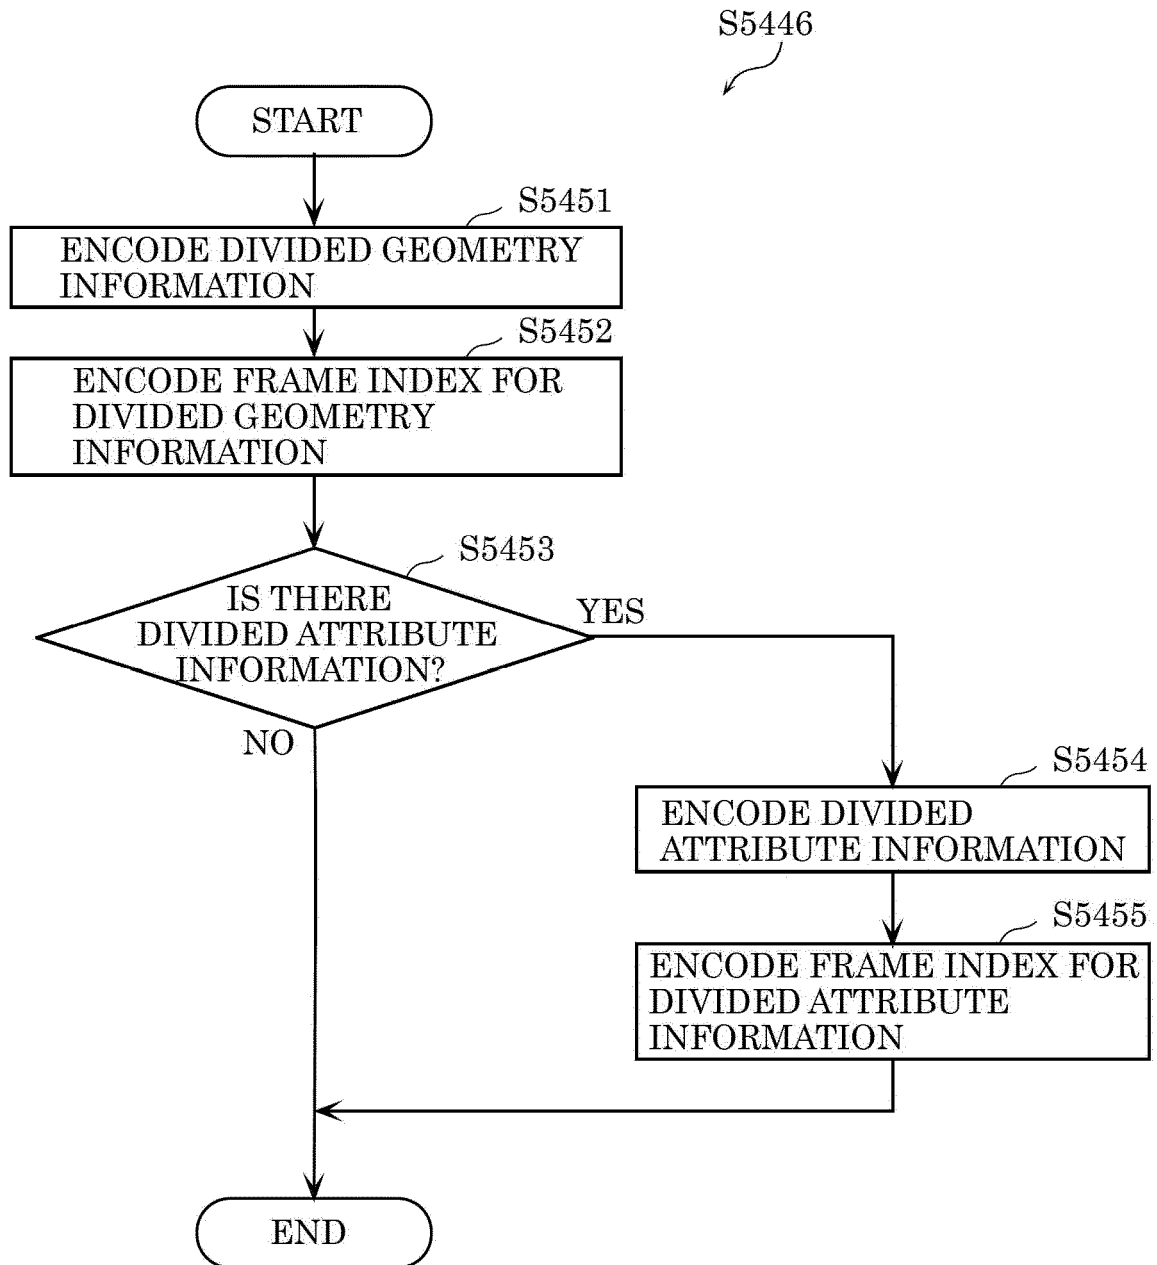 S5446
START
S5451
ENCODE DIVIDED GEOMETRY
INFORMATION
S5452
ENCODE FRAME INDEX FOR
DIVIDED GEOMETRY
INFORMATION
S5453
IS THERE
DIVIDED ATTRIBUTE
INFORMATION?
YES
NO
S5454
ENCODE DIVIDED
ATTRIBUTE INFORMATION
S5455
ENCODE FRAME INDEX FOR
DIVIDED ATTRIBUTE
INFORMATION
END